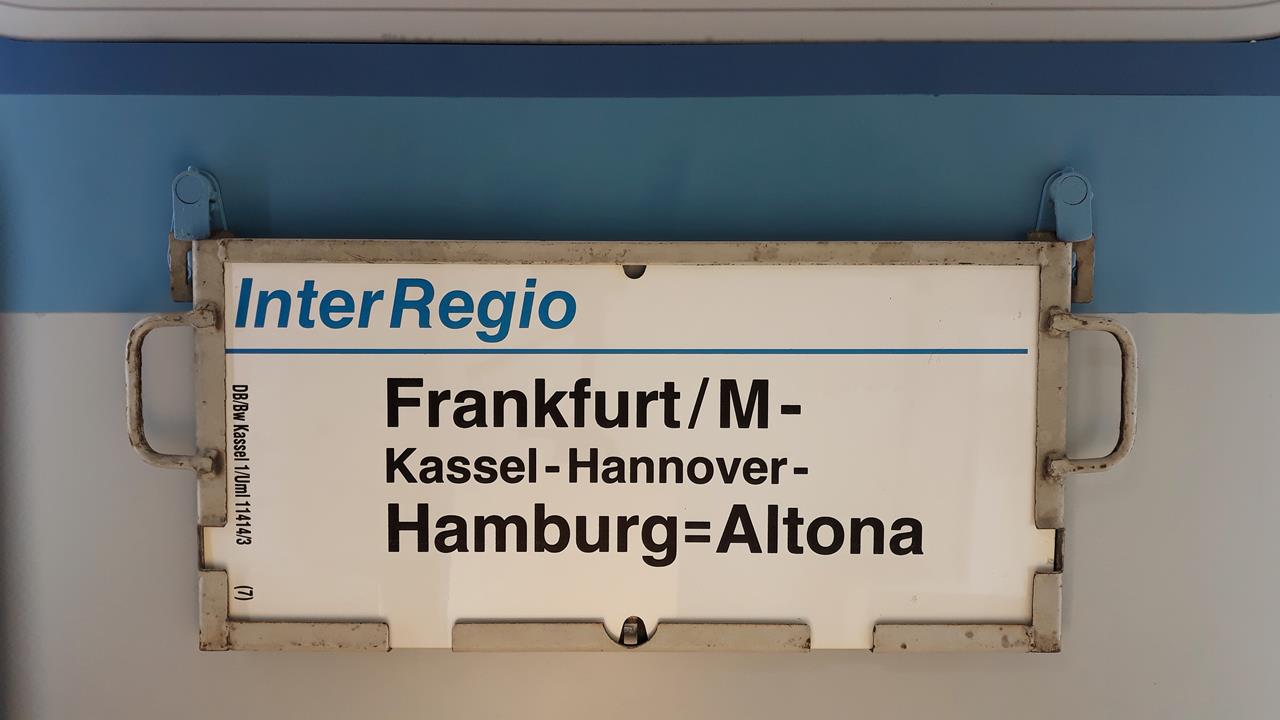 InterRegio
Frankfurt/M-
Kassel-Hannover-
Hamburg=Altona
DB/Bw Kassel 1/Uml 11414/3 (7)